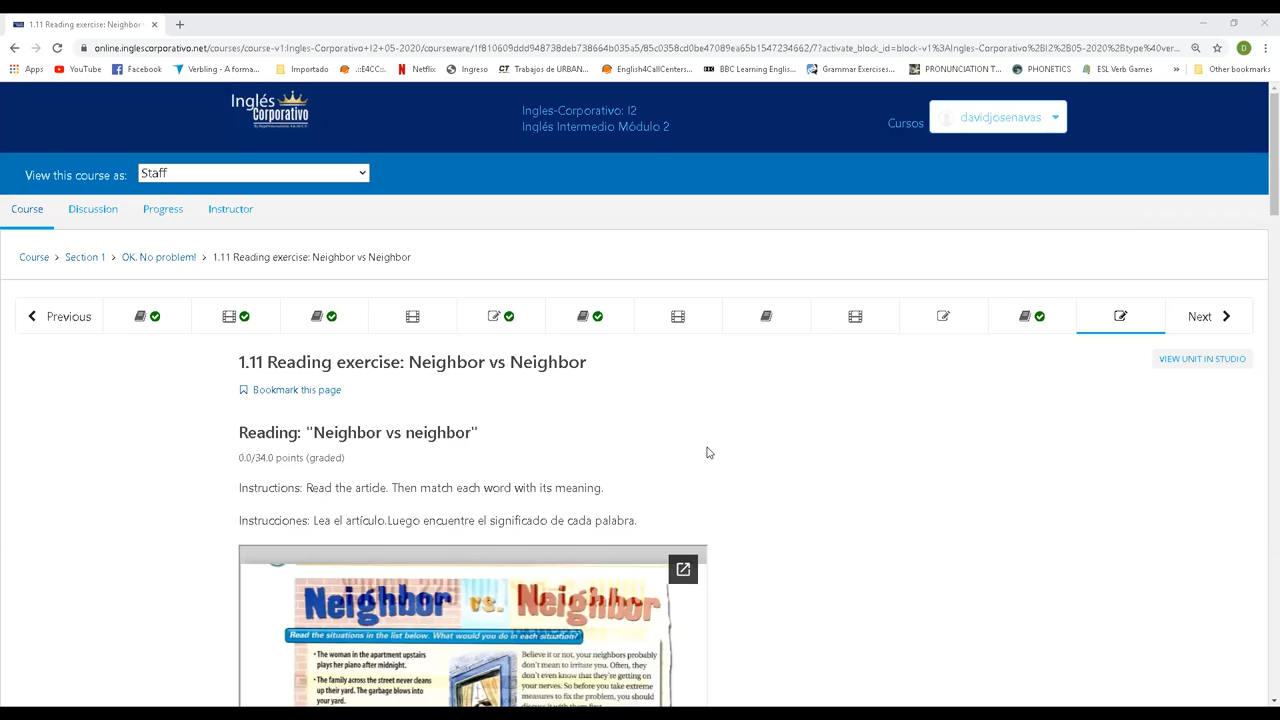 1.11 Reading exercise: Neighbor
online.inglescorporativo.net/courses/course-v1:Ingles-Corporativo+I2+05-2020/courseware/1f810609ddd948738deb738664b035a5/85c0358cd0be47089ea65b1547234662/7?activate_block_id=block-v1%3AIngles-Corporativo%2BI2%2B05-2020%2Btype%40ver...
Apps YouTube Facebook Verbling - A forma... Importado .::E4CC::. Netflix Ingreso Trabajos de URBAN... English4CallCenters... BBC Learning Englis... Grammar Exercises... PRONUNCIATION T... PHONETICS ESL Verb Games » Other bookmarks
Inglés
Corporativo
Ingles-Corporativo: I2
Inglés Intermedio Módulo 2
Cursos
davidjosenavas
View this course as: Staff
Course Discussion Progress Instructor
Course > Section 1 > OK. No problem! > 1.11 Reading exercise: Neighbor vs Neighbor
Previous
Next
1.11 Reading exercise: Neighbor vs Neighbor
VIEW UNIT IN STUDIO
Bookmark this page
Reading: "Neighbor vs neighbor"
0.0/34.0 points (graded)
Instructions: Read the article. Then match each word with its meaning.
Instrucciones: Lea el artículo.Luego encuentre el significado de cada palabra.
Neighbor vs. Neighbor
Read the situations in the list below. What would you do in each situation?
• The woman in the apartment upstairs
plays her piano after midnight.
• The family across the street never cleans
up their yard. The garbage blows into
your yard.
Believe it or not, your neighbors probably
don't mean to irritate you. Often, they
don't even know that they're getting on
your nerves. So before you take extreme
measures to fix the problem, you should
discuss it with them first.